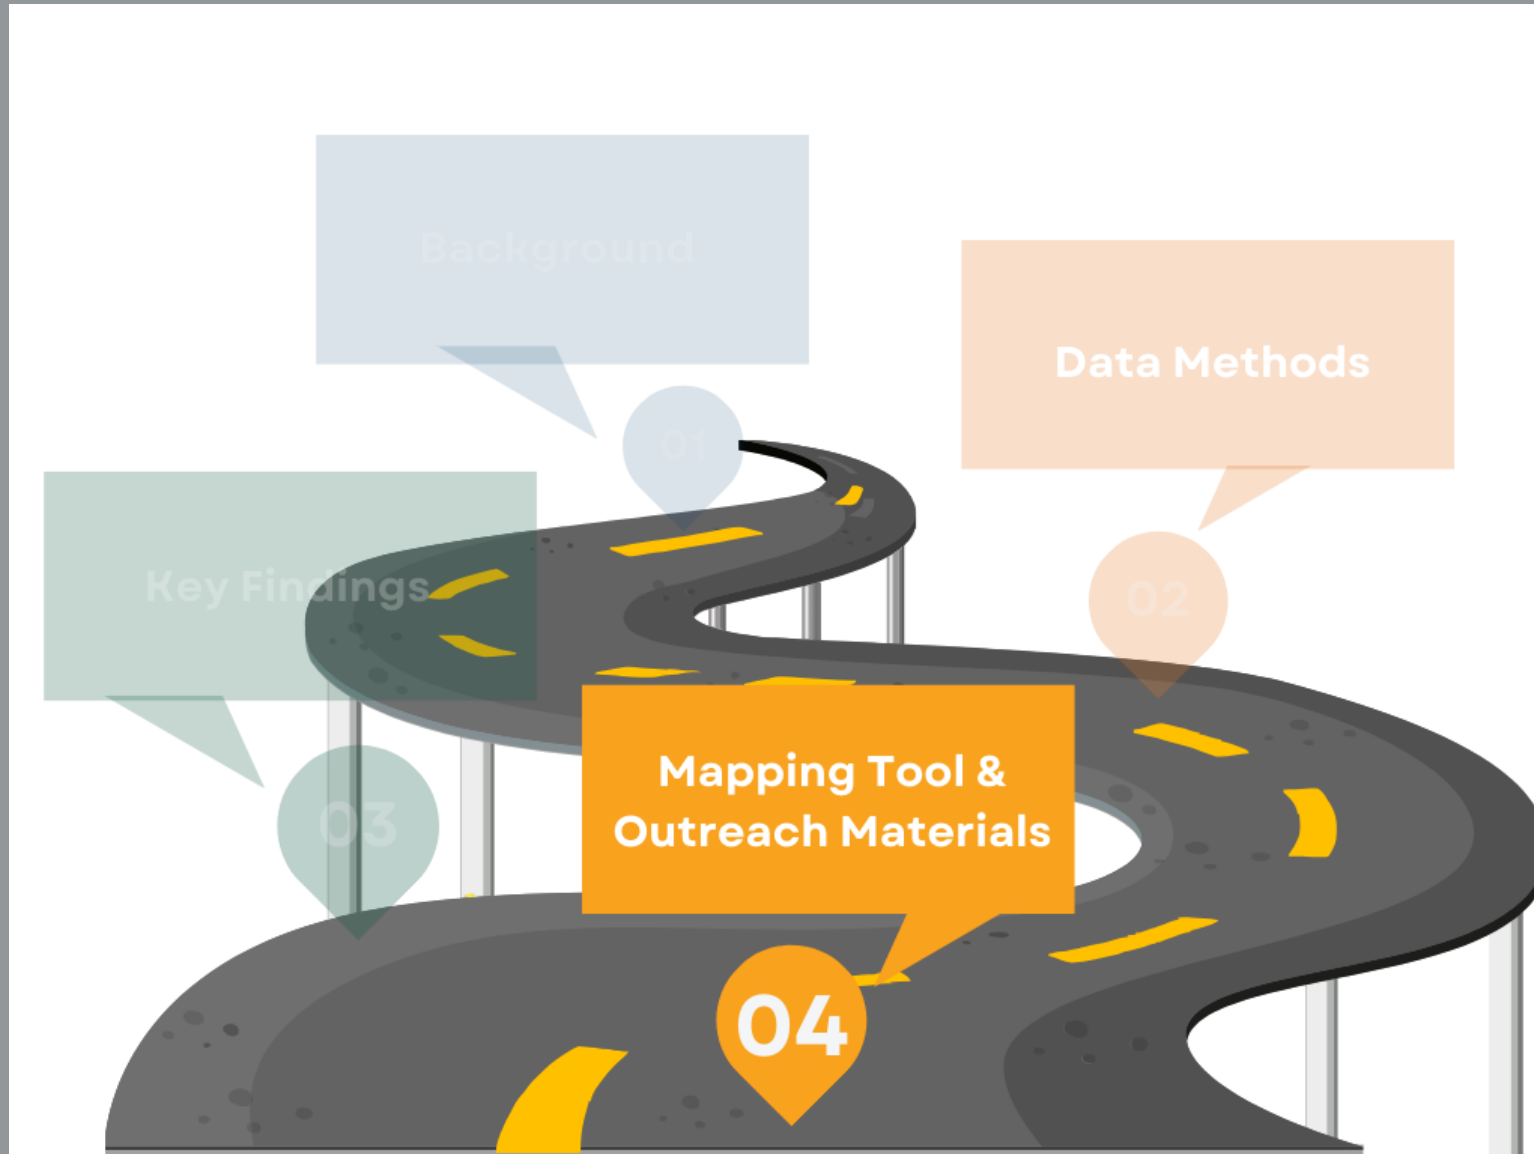 Background
01
Data Methods
02
Key Findings
03
Mapping Tool &
Outreach Materials
04